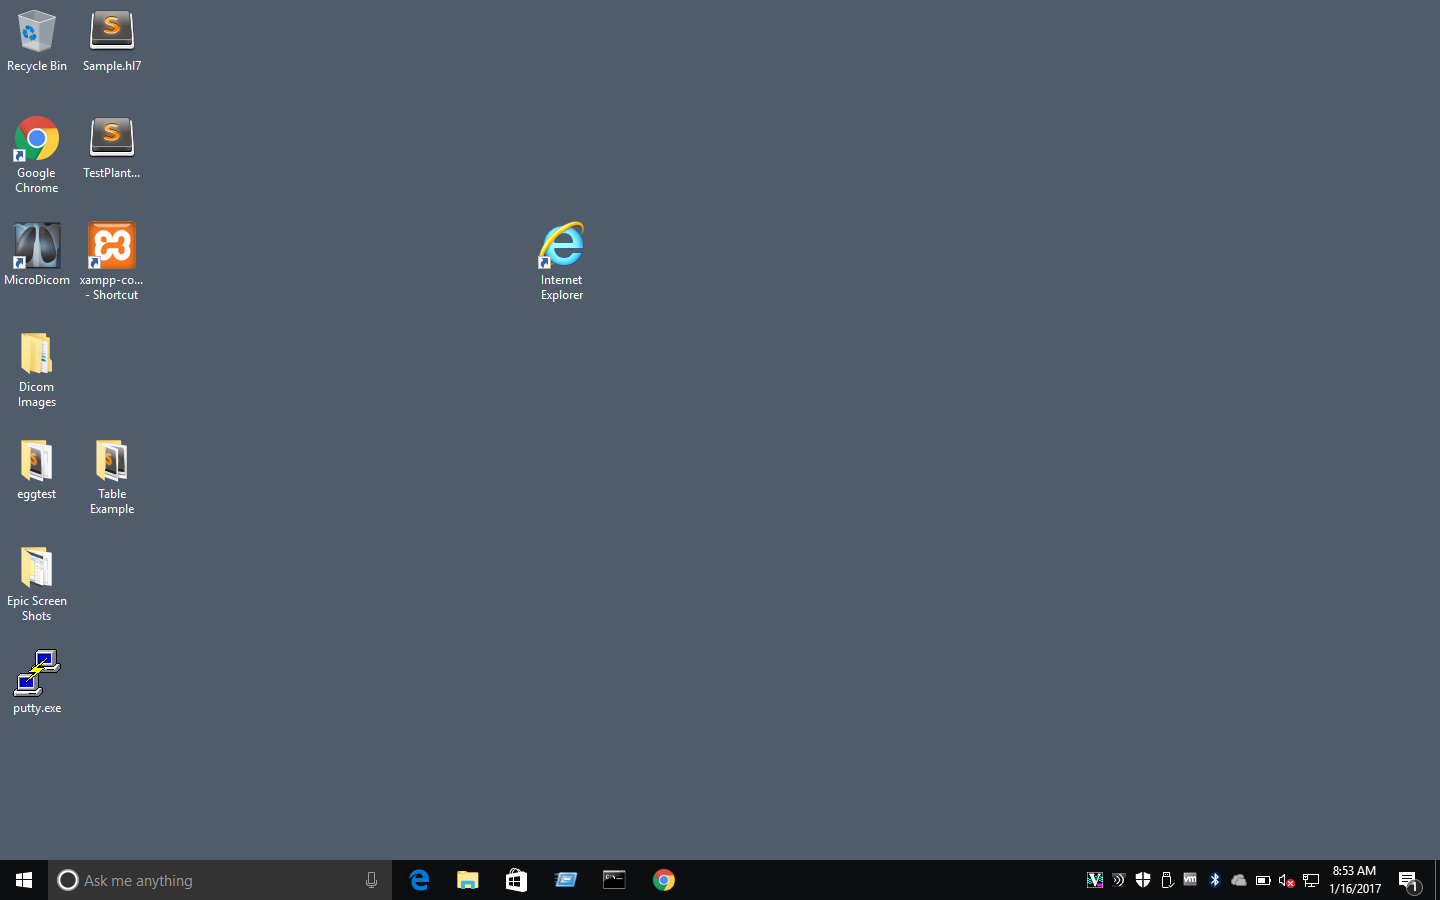 Recycle Bin
Sample.hl7
Google
Chrome
TestPlant...
MicroDicom
xampp-co...
- Shortcut
Internet
Explorer
Dicom
Images
eggtest
Table
Example
Epic Screen
Shots
putty.exe
Ask me anything
8:53 AM
1/16/2017
1